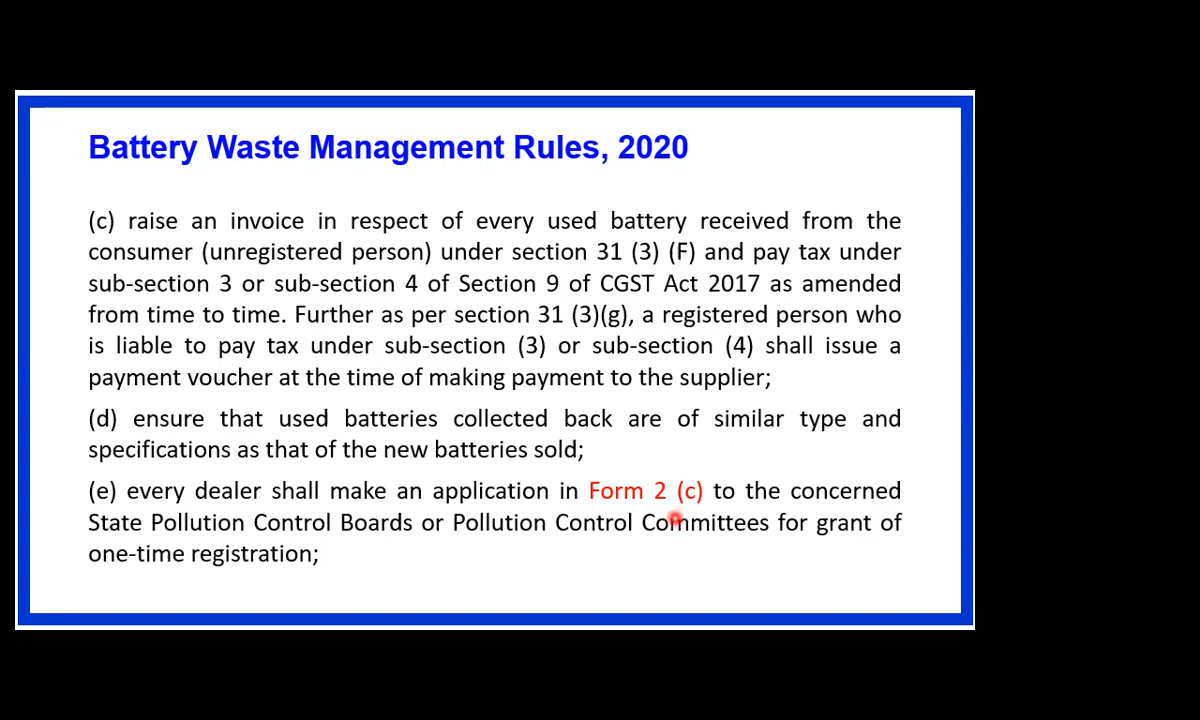 Battery Waste Management Rules, 2020
(c) raise an invoice in respect of every used battery received from the
consumer (unregistered person) under section 31 (3) (F) and pay tax under
sub-section 3 or sub-section 4 of Section 9 of CGST Act 2017 as amended
from time to time. Further as per section 31 (3)(g), a registered person who
is liable to pay tax under sub-section (3) or sub-section (4) shall issue a
payment voucher at the time of making payment to the supplier;
(d) ensure that used batteries collected back are of similar type and
specifications as that of the new batteries sold;
(e) every dealer shall make an application in Form 2 (c) to the concerned
State Pollution Control Boards or Pollution Control Committees for grant of
one-time registration;